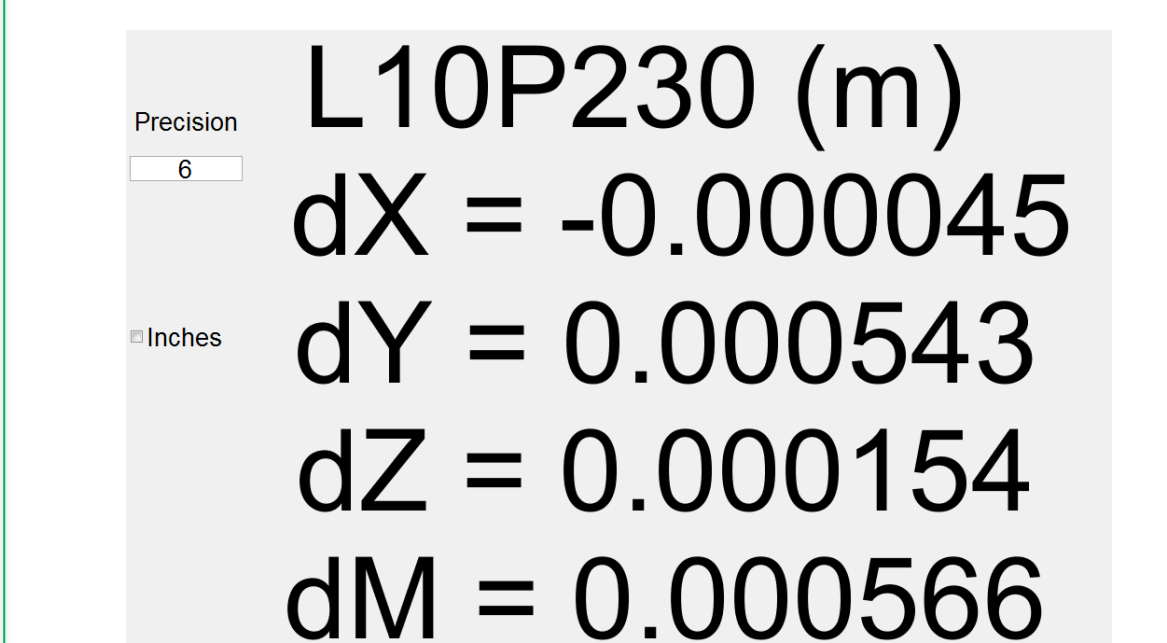 L10P230 (m)
Precision
6
dX = -0.000045
Inches
dY = 0.000543
dZ = 0.000154
dM = 0.000566